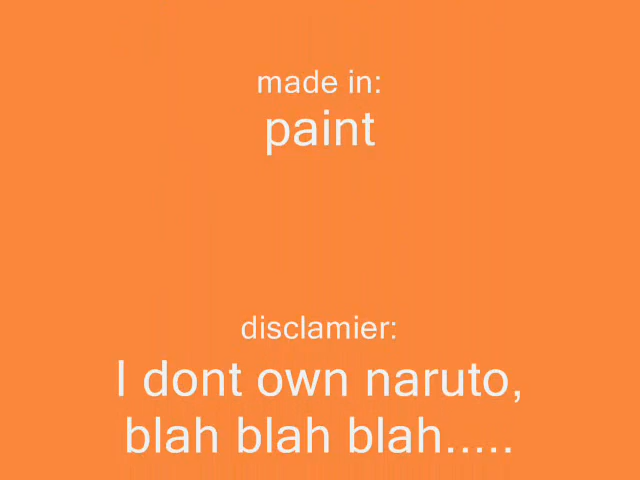 made in:
paint
disclamier:
I dont own naruto,
blah blah blah.....